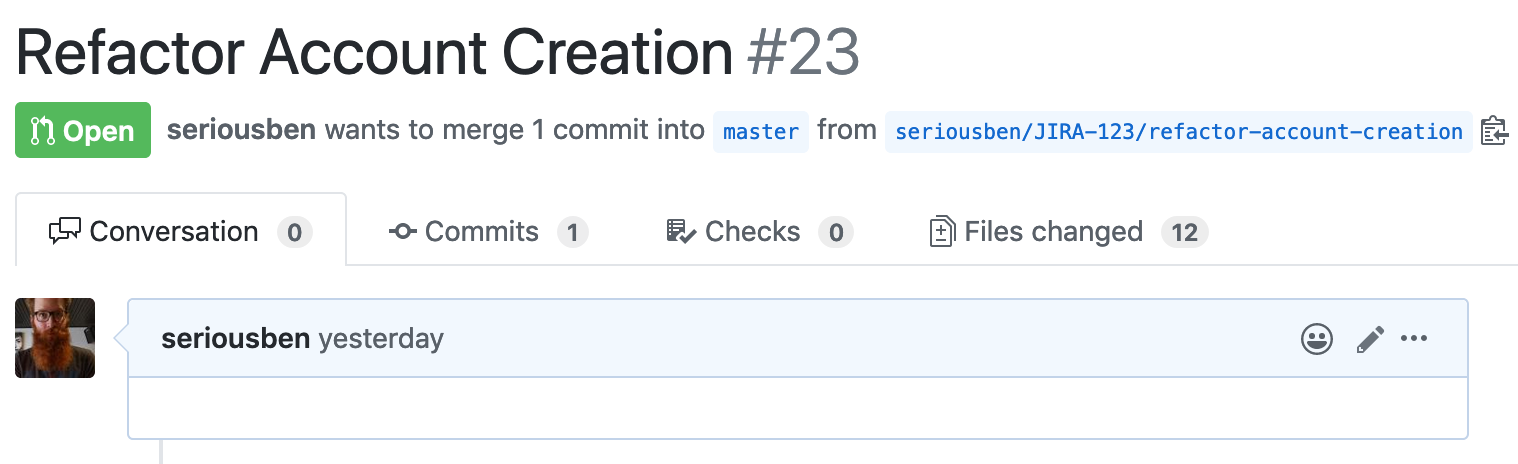 Refactor Account Creation #23
Open seriousben wants to merge 1 commit into master from seriousben/JIRA-123/refactor-account-creation
Conversation 0 Commits 1 Checks 0 Files changed 12
seriousben yesterday